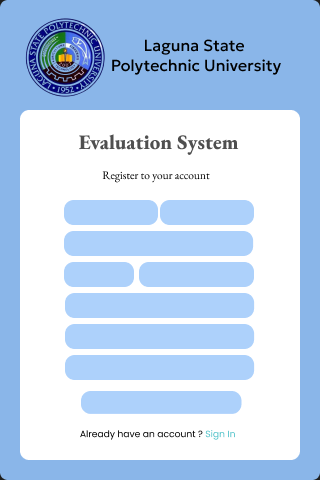 Laguna State
Polytechnic University
LAGUNA STATE POLYTECHNIC UNIVERSITY
1952
Evaluation System
Register to your account
Already have an account ? Sign In